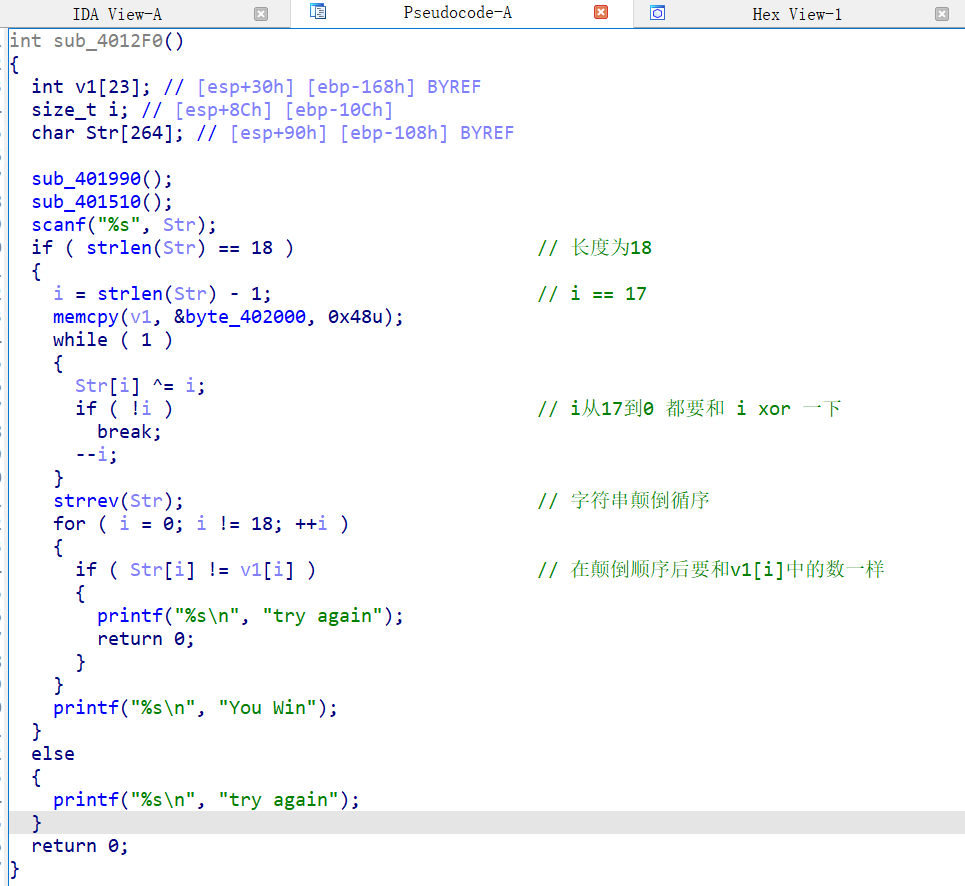 IDA View-A Pseudocode-A Hex View-1
int sub_4012F0()
{
  int v1[23]; // [esp+30h] [ebp-168h] BYREF
  size_t i; // [esp+8Ch] [ebp-10Ch]
  char Str[264]; // [esp+90h] [ebp-108h] BYREF

  sub_401990();
  sub_401510();
  scanf("%s", Str);
  if ( strlen(Str) == 18 ) // 长度为18
  {
    i = strlen(Str) - 1; // i == 17
    memcpy(v1, &byte_402000, 0x48u);
    while ( 1 )
    {
      Str[i] ^= i;
      if ( !i ) // i从17到0 都要和 i xor 一下
        break;
      --i;
    }
    strrev(Str); // 字符串颠倒循序
    for ( i = 0; i != 18; ++i )
    {
      if ( Str[i] != v1[i] ) // 在颠倒顺序后要和v1[i]中的数一样
      {
        printf("%s\n", "try again");
        return 0;
      }
    }
    printf("%s\n", "You Win");
  }
  else
  {
    printf("%s\n", "try again");
  }
  return 0;
}